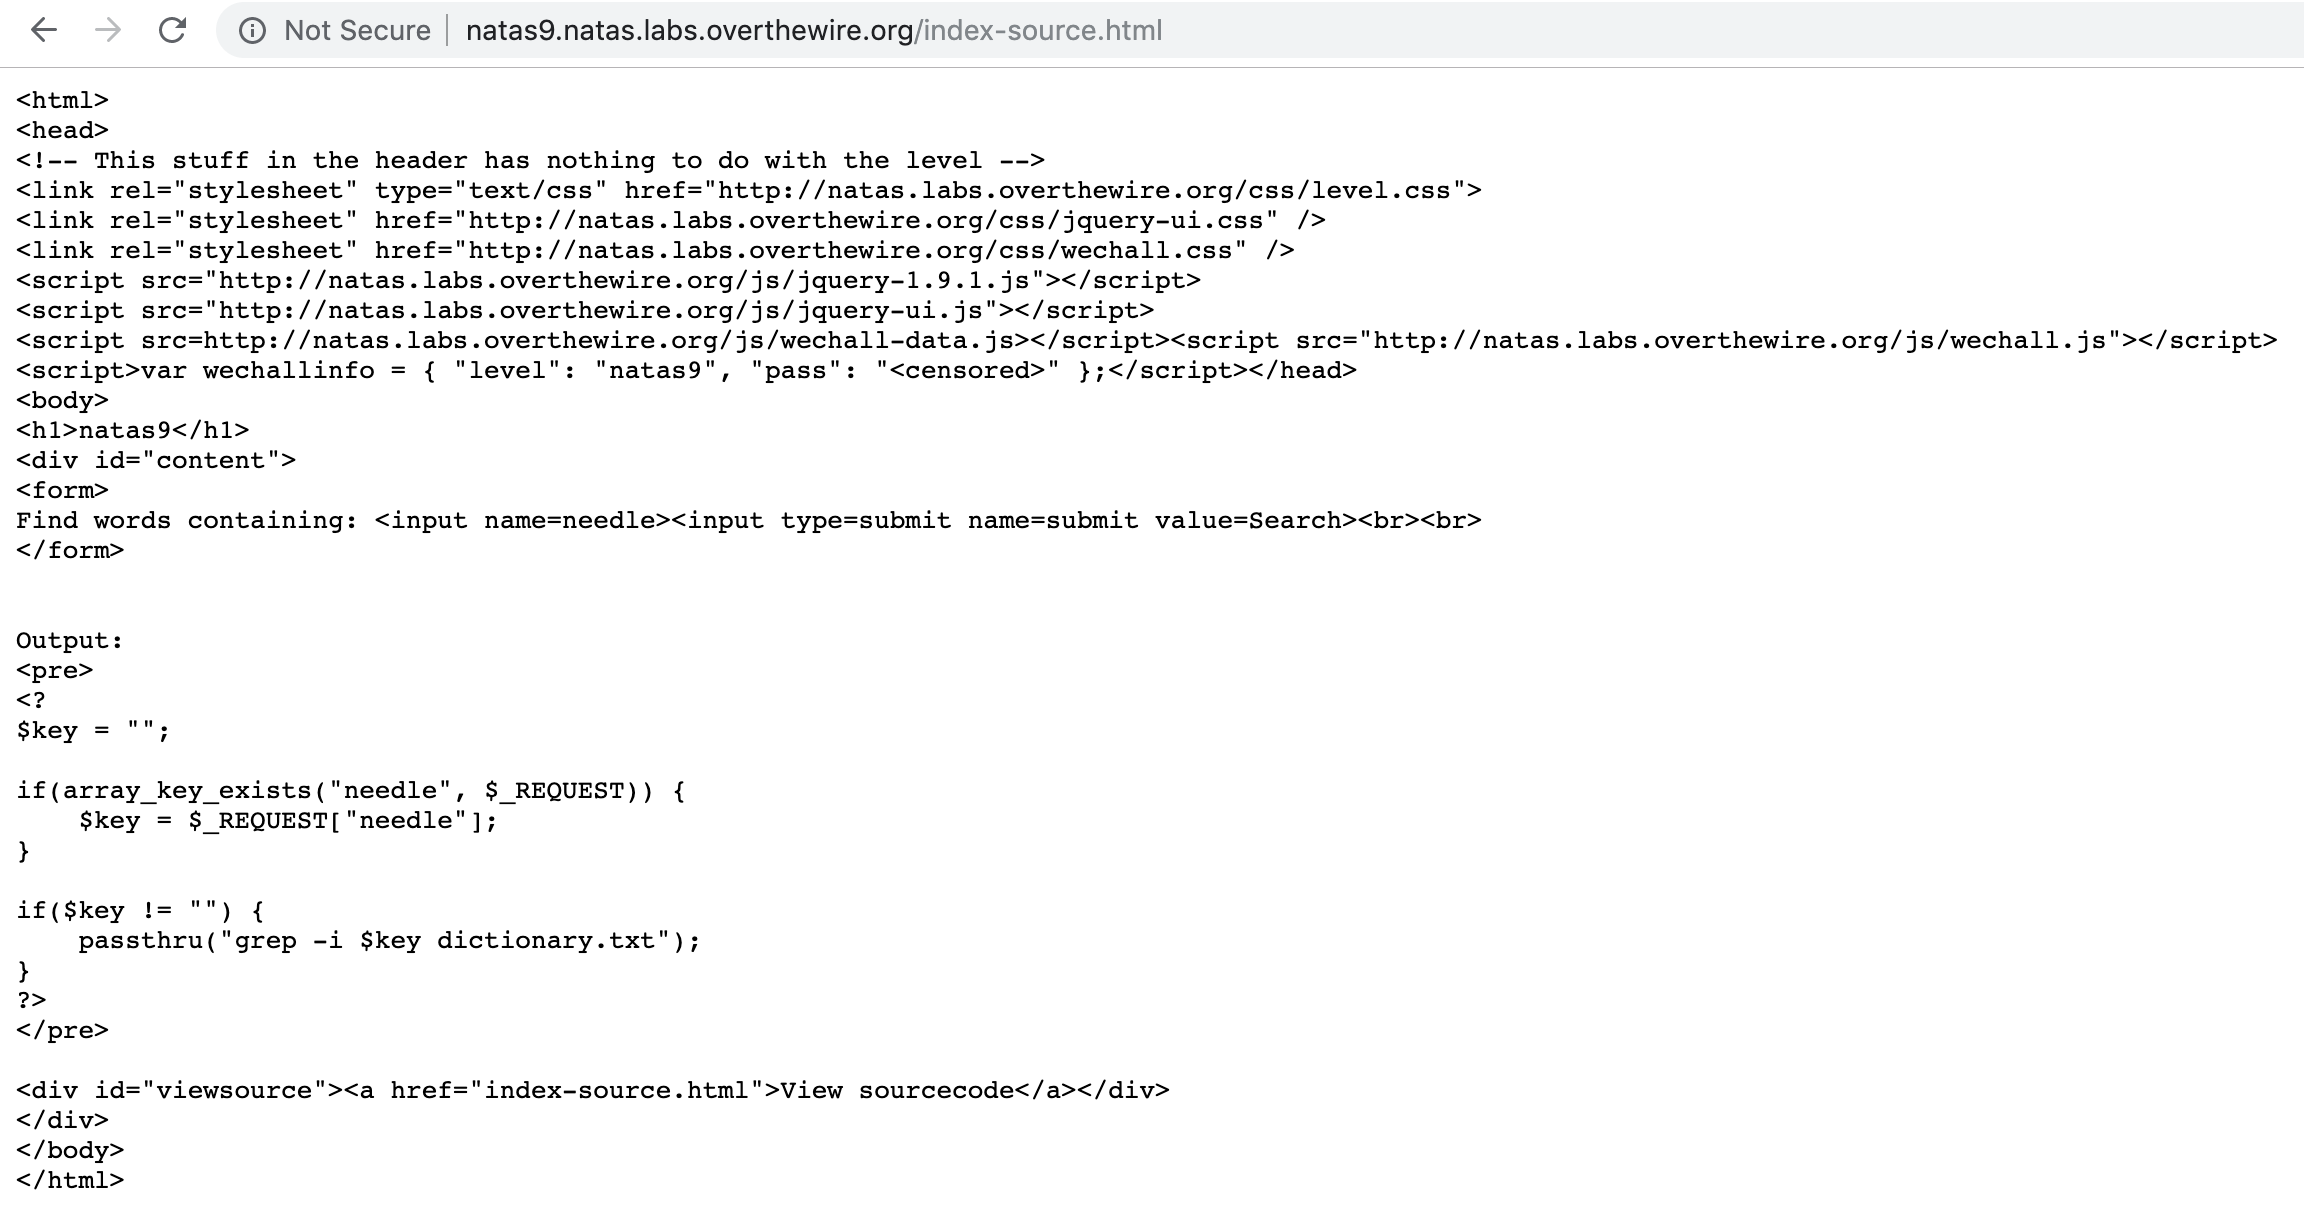 Not Secure | natas9.natas.labs.overthewire.org/index-source.html
<html>
<head>
<!-- This stuff in the header has nothing to do with the level -->
<link rel="stylesheet" type="text/css" href="http://natas.labs.overthewire.org/css/level.css">
<link rel="stylesheet" href="http://natas.labs.overthewire.org/css/jquery-ui.css" />
<link rel="stylesheet" href="http://natas.labs.overthewire.org/css/wechall.css" />
<script src="http://natas.labs.overthewire.org/js/jquery-1.9.1.js"></script>
<script src="http://natas.labs.overthewire.org/js/jquery-ui.js"></script>
<script src=http://natas.labs.overthewire.org/js/wechall-data.js></script><script src="http://natas.labs.overthewire.org/js/wechall.js"></script>
<script>var wechallinfo = { "level": "natas9", "pass": "<censored>" };</script></head>
<body>
<h1>natas9</h1>
<div id="content">
<form>
Find words containing: <input name=needle><input type=submit name=submit value=Search><br><br>
</form>
Output:
<pre>
<?
$key = "";
if(array_key_exists("needle", $_REQUEST)) {
    $key = $_REQUEST["needle"];
}
if($key != "") {
    passthru("grep -i $key dictionary.txt");
}
?>
</pre>
<div id="viewsource"><a href="index-source.html">View sourcecode</a></div>
</div>
</body>
</html>